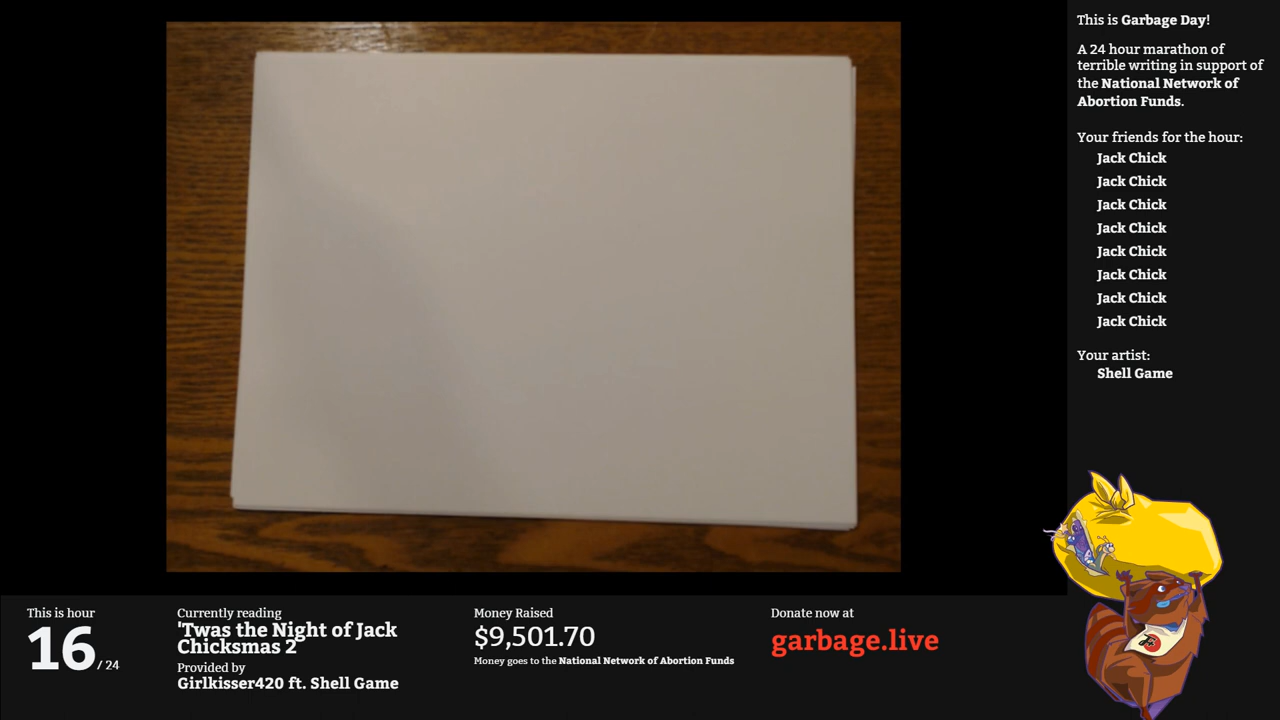 This is Garbage Day!
A 24 hour marathon of
terrible writing in support of
the National Network of
Abortion Funds.
Your friends for the hour:
Jack Chick
Jack Chick
Jack Chick
Jack Chick
Jack Chick
Jack Chick
Jack Chick
Jack Chick
Your artist:
Shell Game
This is hour
16 / 24
Currently reading
'Twas the Night of Jack
Chicksmas 2
Provided by
Girlkisser420 ft. Shell Game
Money Raised
$9,501.70
Money goes to the National Network of Abortion Funds
Donate now at
garbage.live